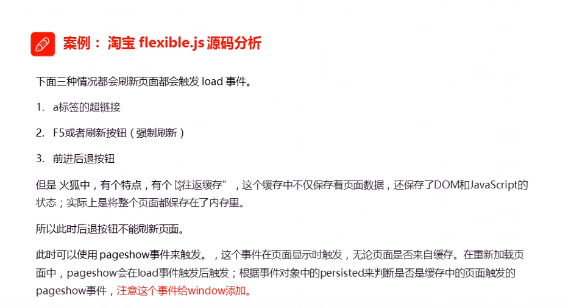 案例： 淘宝 flexible.js 源码分析
下面三种情况都会刷新页面都会触发 load 事件。
1. a标签的超链接
2. F5或者刷新按钮（强制刷新）
3. 前进后退按钮
但是 火狐中，有个特点，有个“往返缓存”，这个缓存中不仅保存着页面数据，还保存了DOM和JavaScript的
状态；实际上是将整个页面都保存在了内存里。
所以此时后退按钮不能刷新页面。
此时可以使用 pageshow事件来触发。，这个事件在页面显示时触发，无论页面是否来自缓存。在重新加载页
面中，pageshow会在load事件触发后触发；根据事件对象中的persisted来判断是否是缓存中的页面触发的
pageshow事件，注意这个事件给window添加。